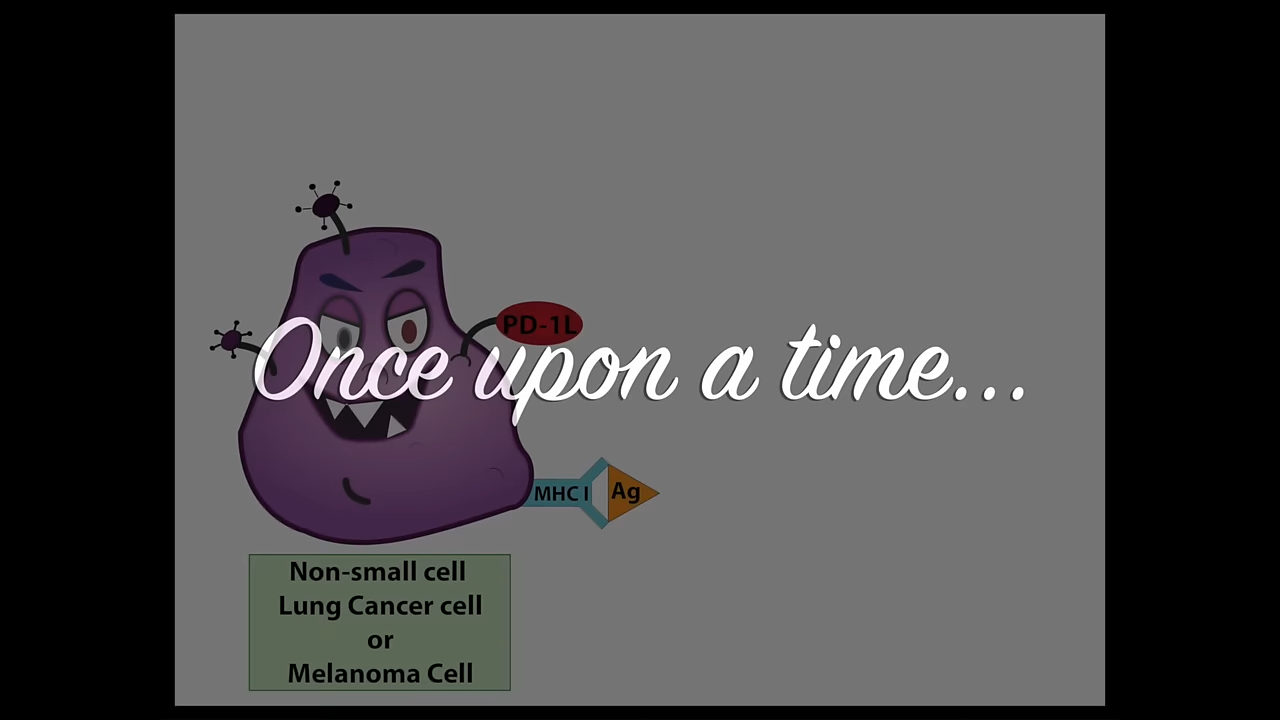 PD-1L
Once upon a time...
MHC I
Ag
Non-small cell
Lung Cancer cell
or
Melanoma Cell